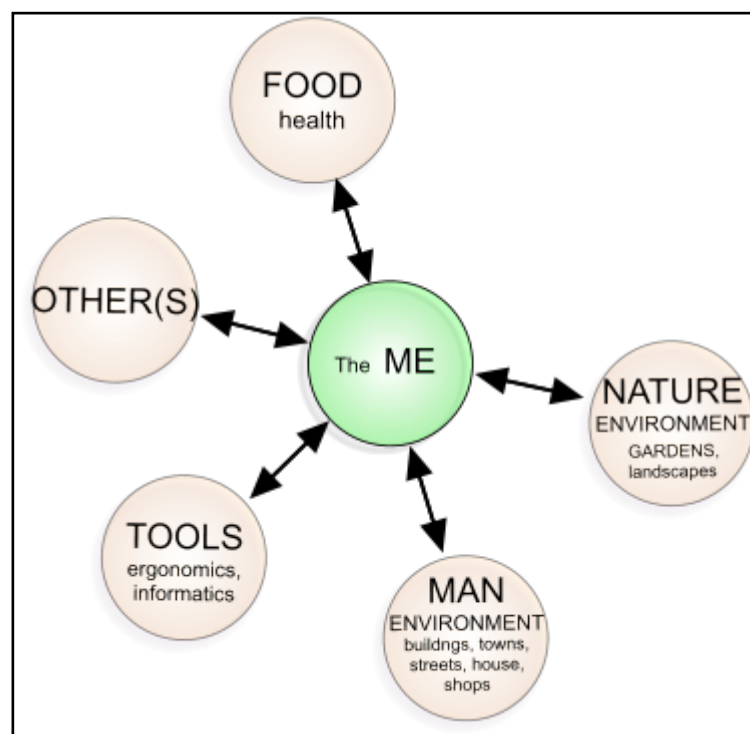 FOOD
health
OTHER(S)
The ME
NATURE
ENVIRONMENT
GARDENS,
landscapes
TOOLS
ergonomics,
informatics
MAN
ENVIRONMENT
buildngs, towns,
streets, house,
shops